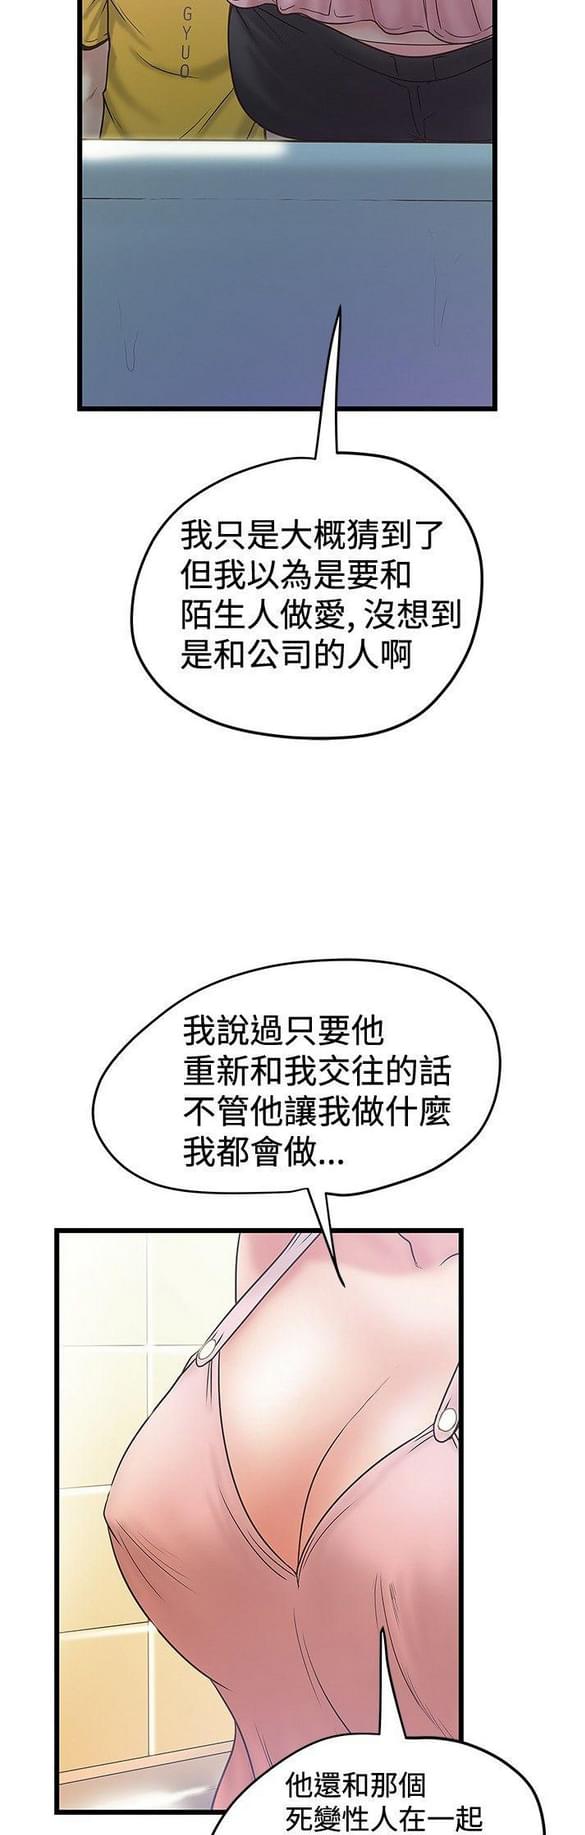 GYUO
我只是大概猜到了
但我以為是要和
陌生人做愛, 沒想到
是和公司的人啊
我說過只要他
重新和我交往的話
不管他讓我做什麼
我都會做...
他還和那個
死變性人在一起